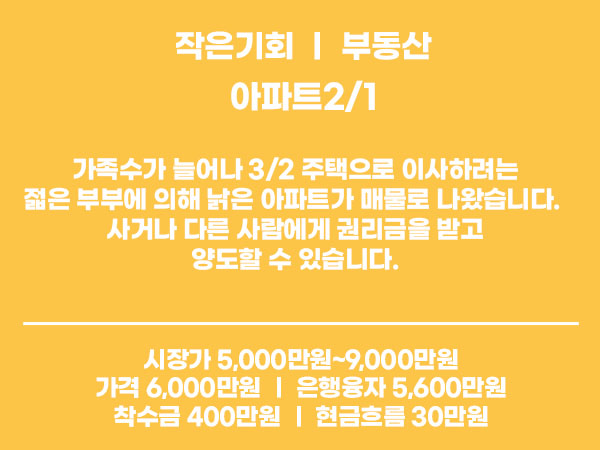 작은기회 | 부동산
아파트2/1
가족수가 늘어나 3/2 주택으로 이사하려는
젊은 부부에 의해 낡은 아파트가 매물로 나왔습니다.
사거나 다른 사람에게 권리금을 받고
양도할 수 있습니다.
시장가 5,000만원~9,000만원
가격 6,000만원 | 은행융자 5,600만원
착수금 400만원 | 현금흐름 30만원